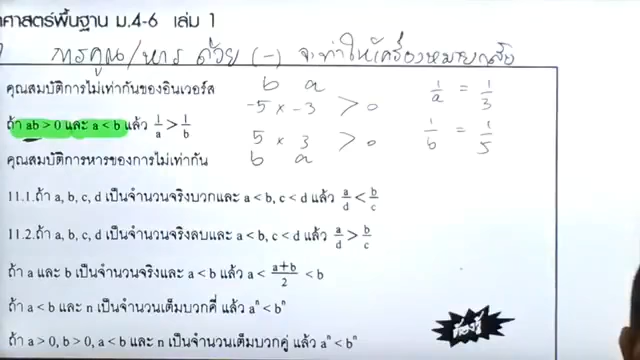 าศาสตร์พื้นฐาน ม.4-6 เล่ม 1
การคูณ/หาร ด้วย (-) จะทำให้เครื่องหมายกลับ
คุณสมบัติการไม่เท่ากันของอินเวอร์ส
b a
-5 × -3 > 0
1/a = 1/3
ถ้า ab > 0 และ a < b แล้ว 1/a > 1/b
5 × 3 > 0
b a
1/b = 1/5
คุณสมบัติการหารของการไม่เท่ากัน
11.1.ถ้า a, b, c, d เป็นจำนวนจริงบวกและ a < b, c < d แล้ว a/d < b/c
11.2.ถ้า a, b, c, d เป็นจำนวนจริงลบและ a < b, c < d แล้ว a/d > b/c
ถ้า a และ b เป็นจำนวนจริงและ a < b แล้ว a < (a+b)/2 < b
ถ้า a < b และ n เป็นจำนวนเต็มบวกคี่ แล้ว aⁿ < bⁿ
ถ้า a > 0, b > 0, a < b และ n เป็นจำนวนเต็มบวกคู่ แล้ว aⁿ < bⁿ
ต้องรู้